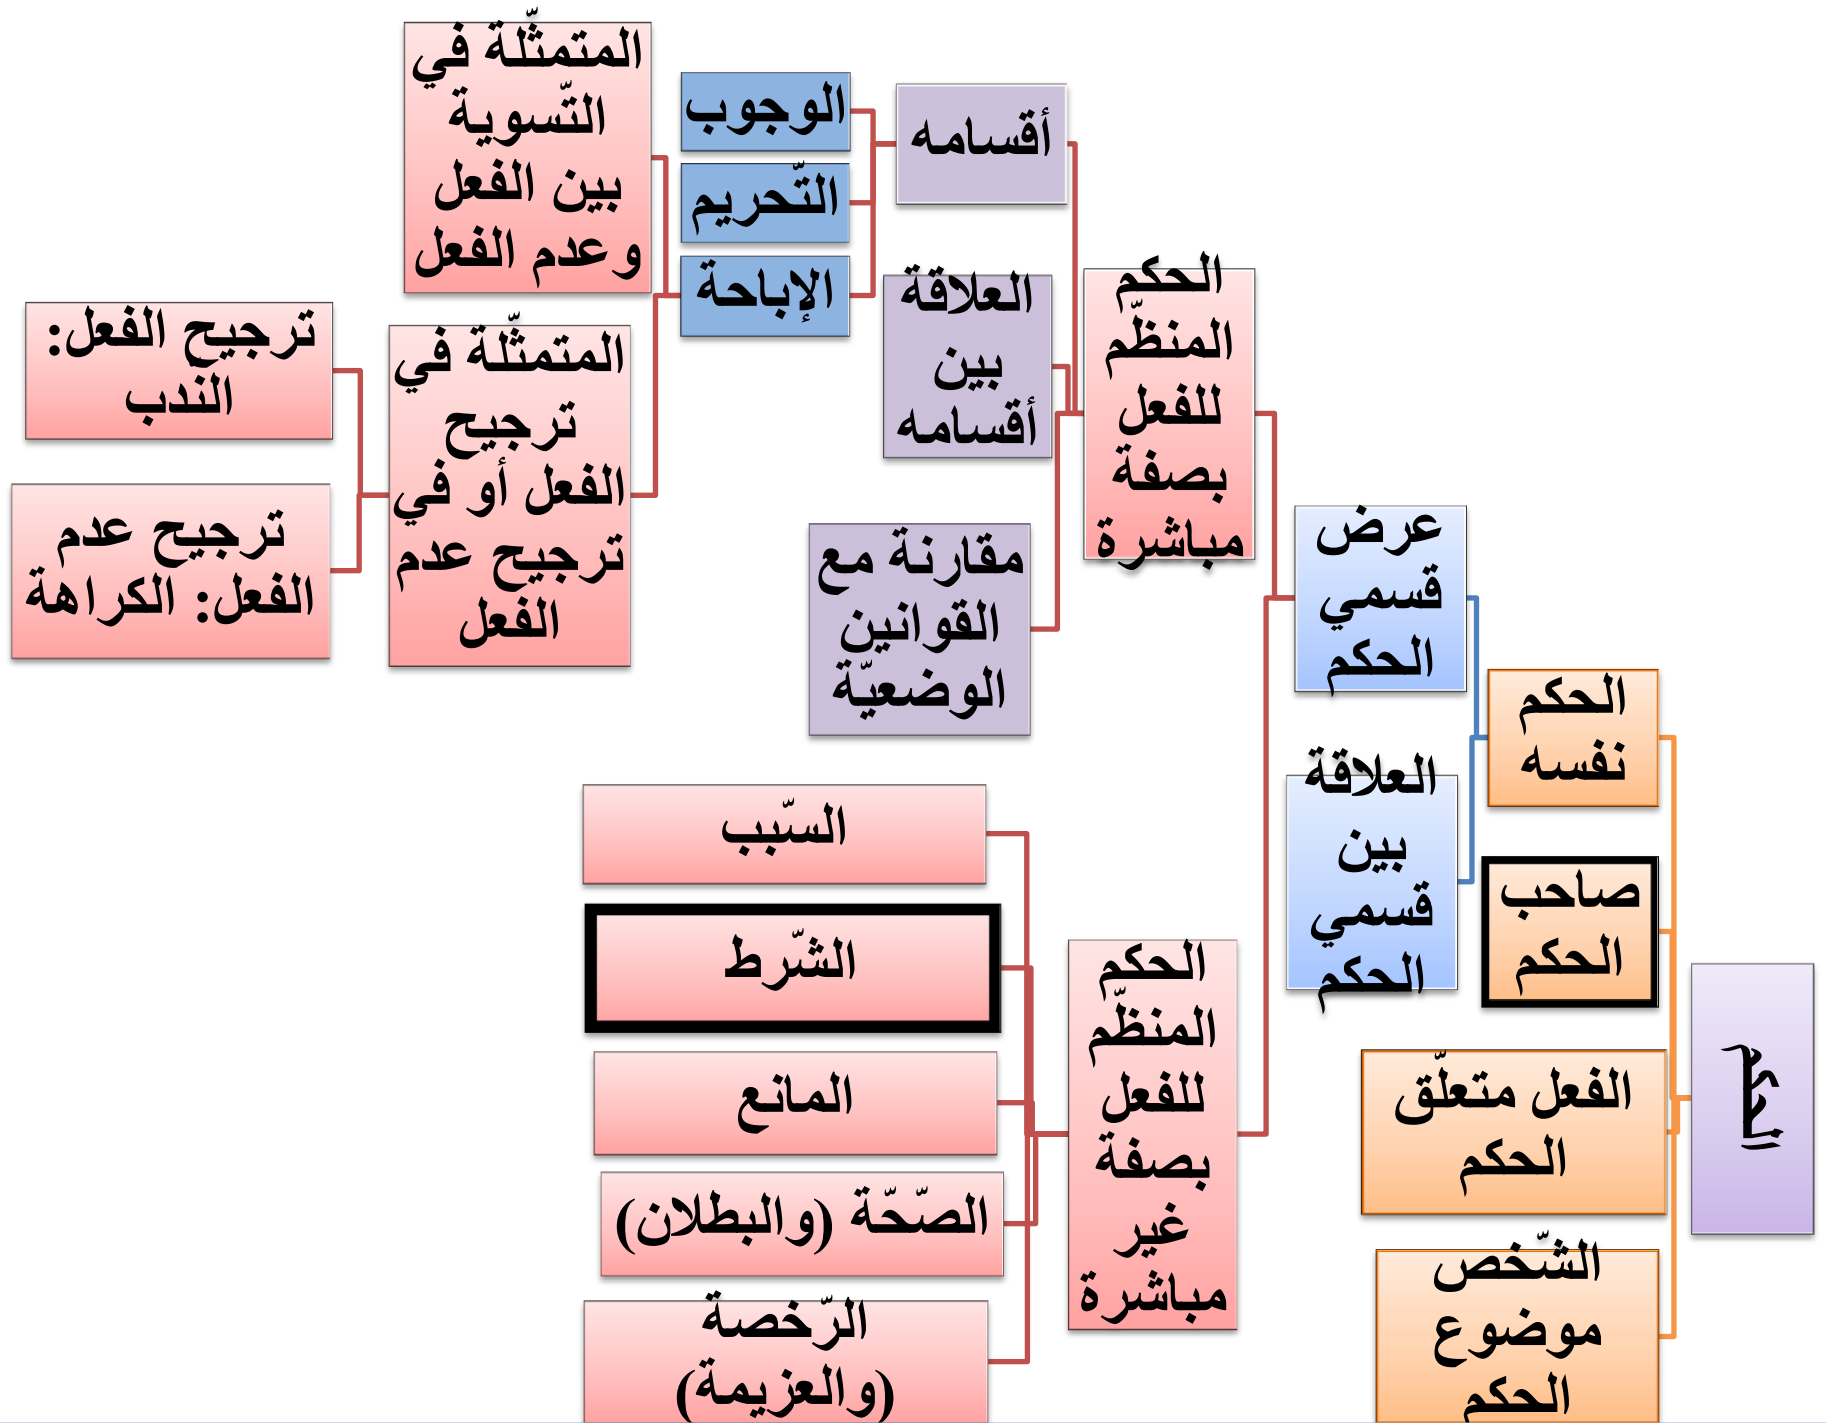 الحكم
الحكم
نفسه
صاحب
الحكم
الفعل متعلّق
الحكم
الشّخص
موضوع
الحكم
عرض
قسمي
الحكم
العلاقة
بين
قسمي
الحكم
الحكم
المنظّم
للفعل
بصفة
مباشرة
أقسامه
الوجوب
التّحريم
الإباحة
المتمثّلة في
التّسوية
بين الفعل
وعدم الفعل
المتمثّلة في
ترجيح
الفعل أو في
ترجيح عدم
الفعل
ترجيح الفعل:
النّدب
ترجيح عدم
الفعل: الكراهة
العلاقة
بين
أقسامه
مقارنة مع
القوانين
الوضعيّة
الحكم
المنظّم
للفعل
بصفة
غير
مباشرة
السّبب
الشّرط
المانع
الصّحّة (والبطلان)
الرّخصة
(والعزيمة)